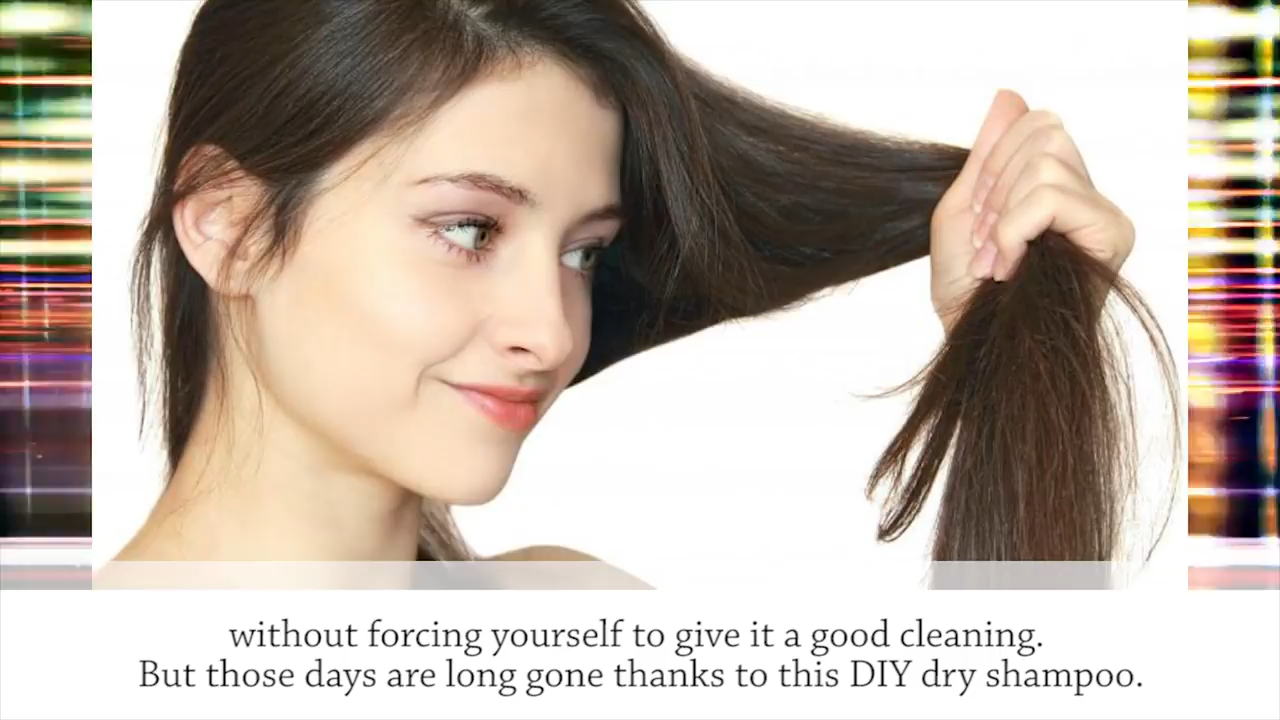 without forcing yourself to give it a good cleaning.
But those days are long gone thanks to this DIY dry shampoo.